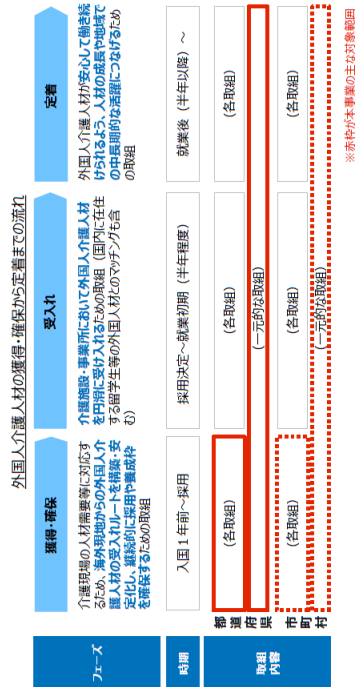 外国人介護人材の獲得・確保から定着までの流れ
フェーズ
獲得・確保
介護現場の人材需要等に対応す
るため、海外現地からの外国人介
護人材の受入れルートを構築・安
定化し、継続的に採用や養成枠
を確保するための取組
受入れ
介護施設・事業所において外国人介護人材
を円滑に受け入れるための取組（国内に在住
する留学生等の外国人材とのマッチングも含
む）
定着
外国人介護人材が安心して働き続
けられるよう、人材の成長や地域で
の中長期的な活躍につなげるため
の取組
時期
入国１年前～採用
採用決定～就業初期（半年程度）
就業後（半年以降）～
取組
内容
都道府県
（各取組）
（各取組）
（各取組）
（一元的な取組）
市町村
（各取組）
（各取組）
（各取組）
（一元的な取組）
※赤枠が本事業の主な対象範囲